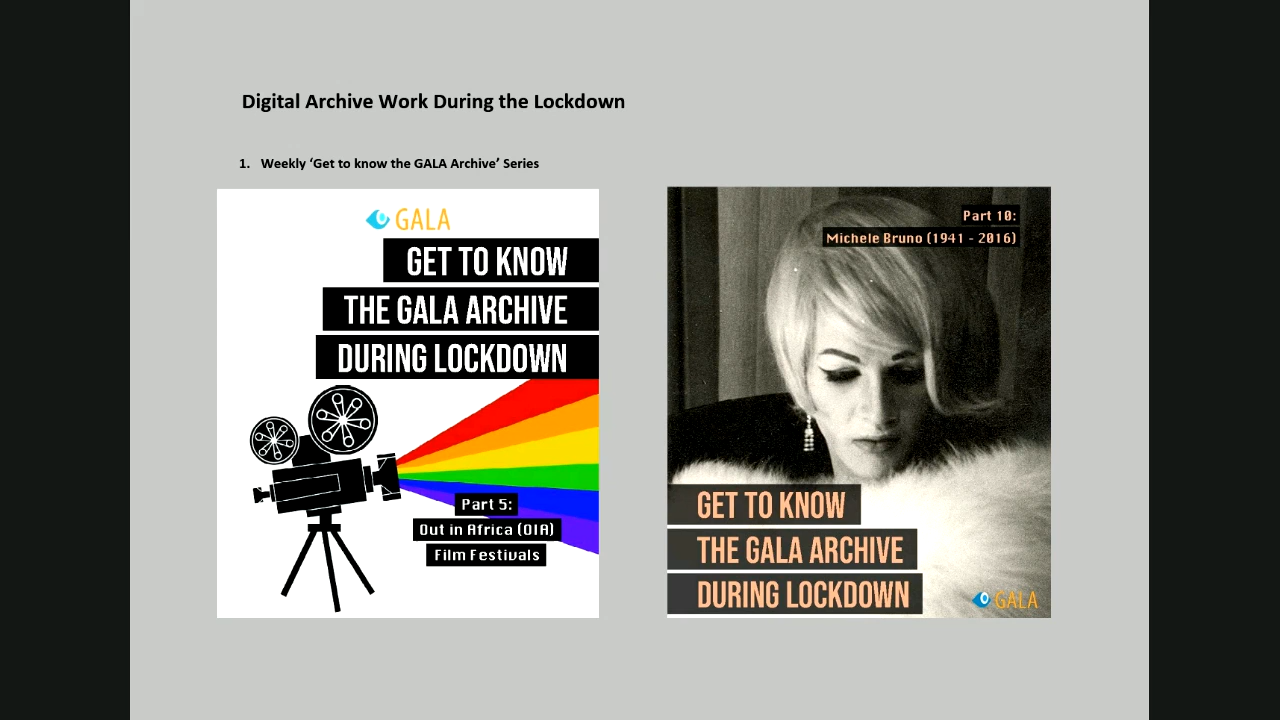 Digital Archive Work During the Lockdown
1. Weekly ‘Get to know the GALA Archive’ Series
GALA
GET TO KNOW
THE GALA ARCHIVE
DURING LOCKDOWN
Part 5:
Out in Africa (OIA)
Film Festivals
Part 10:
Michele Bruno (1941 - 2016)
GET TO KNOW
THE GALA ARCHIVE
DURING LOCKDOWN
GALA